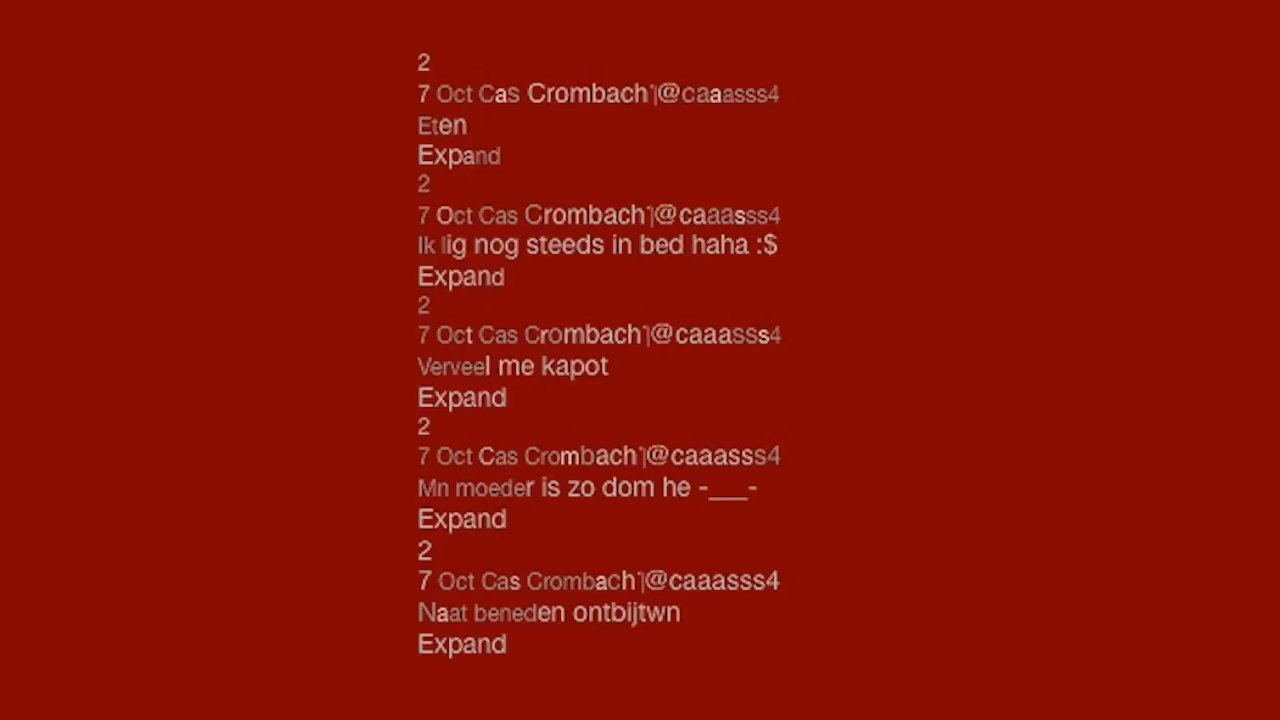 2
7 Oct Cas Crombach'|@caaasss4
Eten
Expand
2
7 Oct Cas Crombach'|@caaasss4
Ik lig nog steeds in bed haha :$
Expand
2
7 Oct Cas Crombach'|@caaasss4
Verveel me kapot
Expand
2
7 Oct Cas Crombach'|@caaasss4
Mn moeder is zo dom he -___-
Expand
2
7 Oct Cas Crombach'|@caaasss4
Naat beneden ontbijtwn
Expand